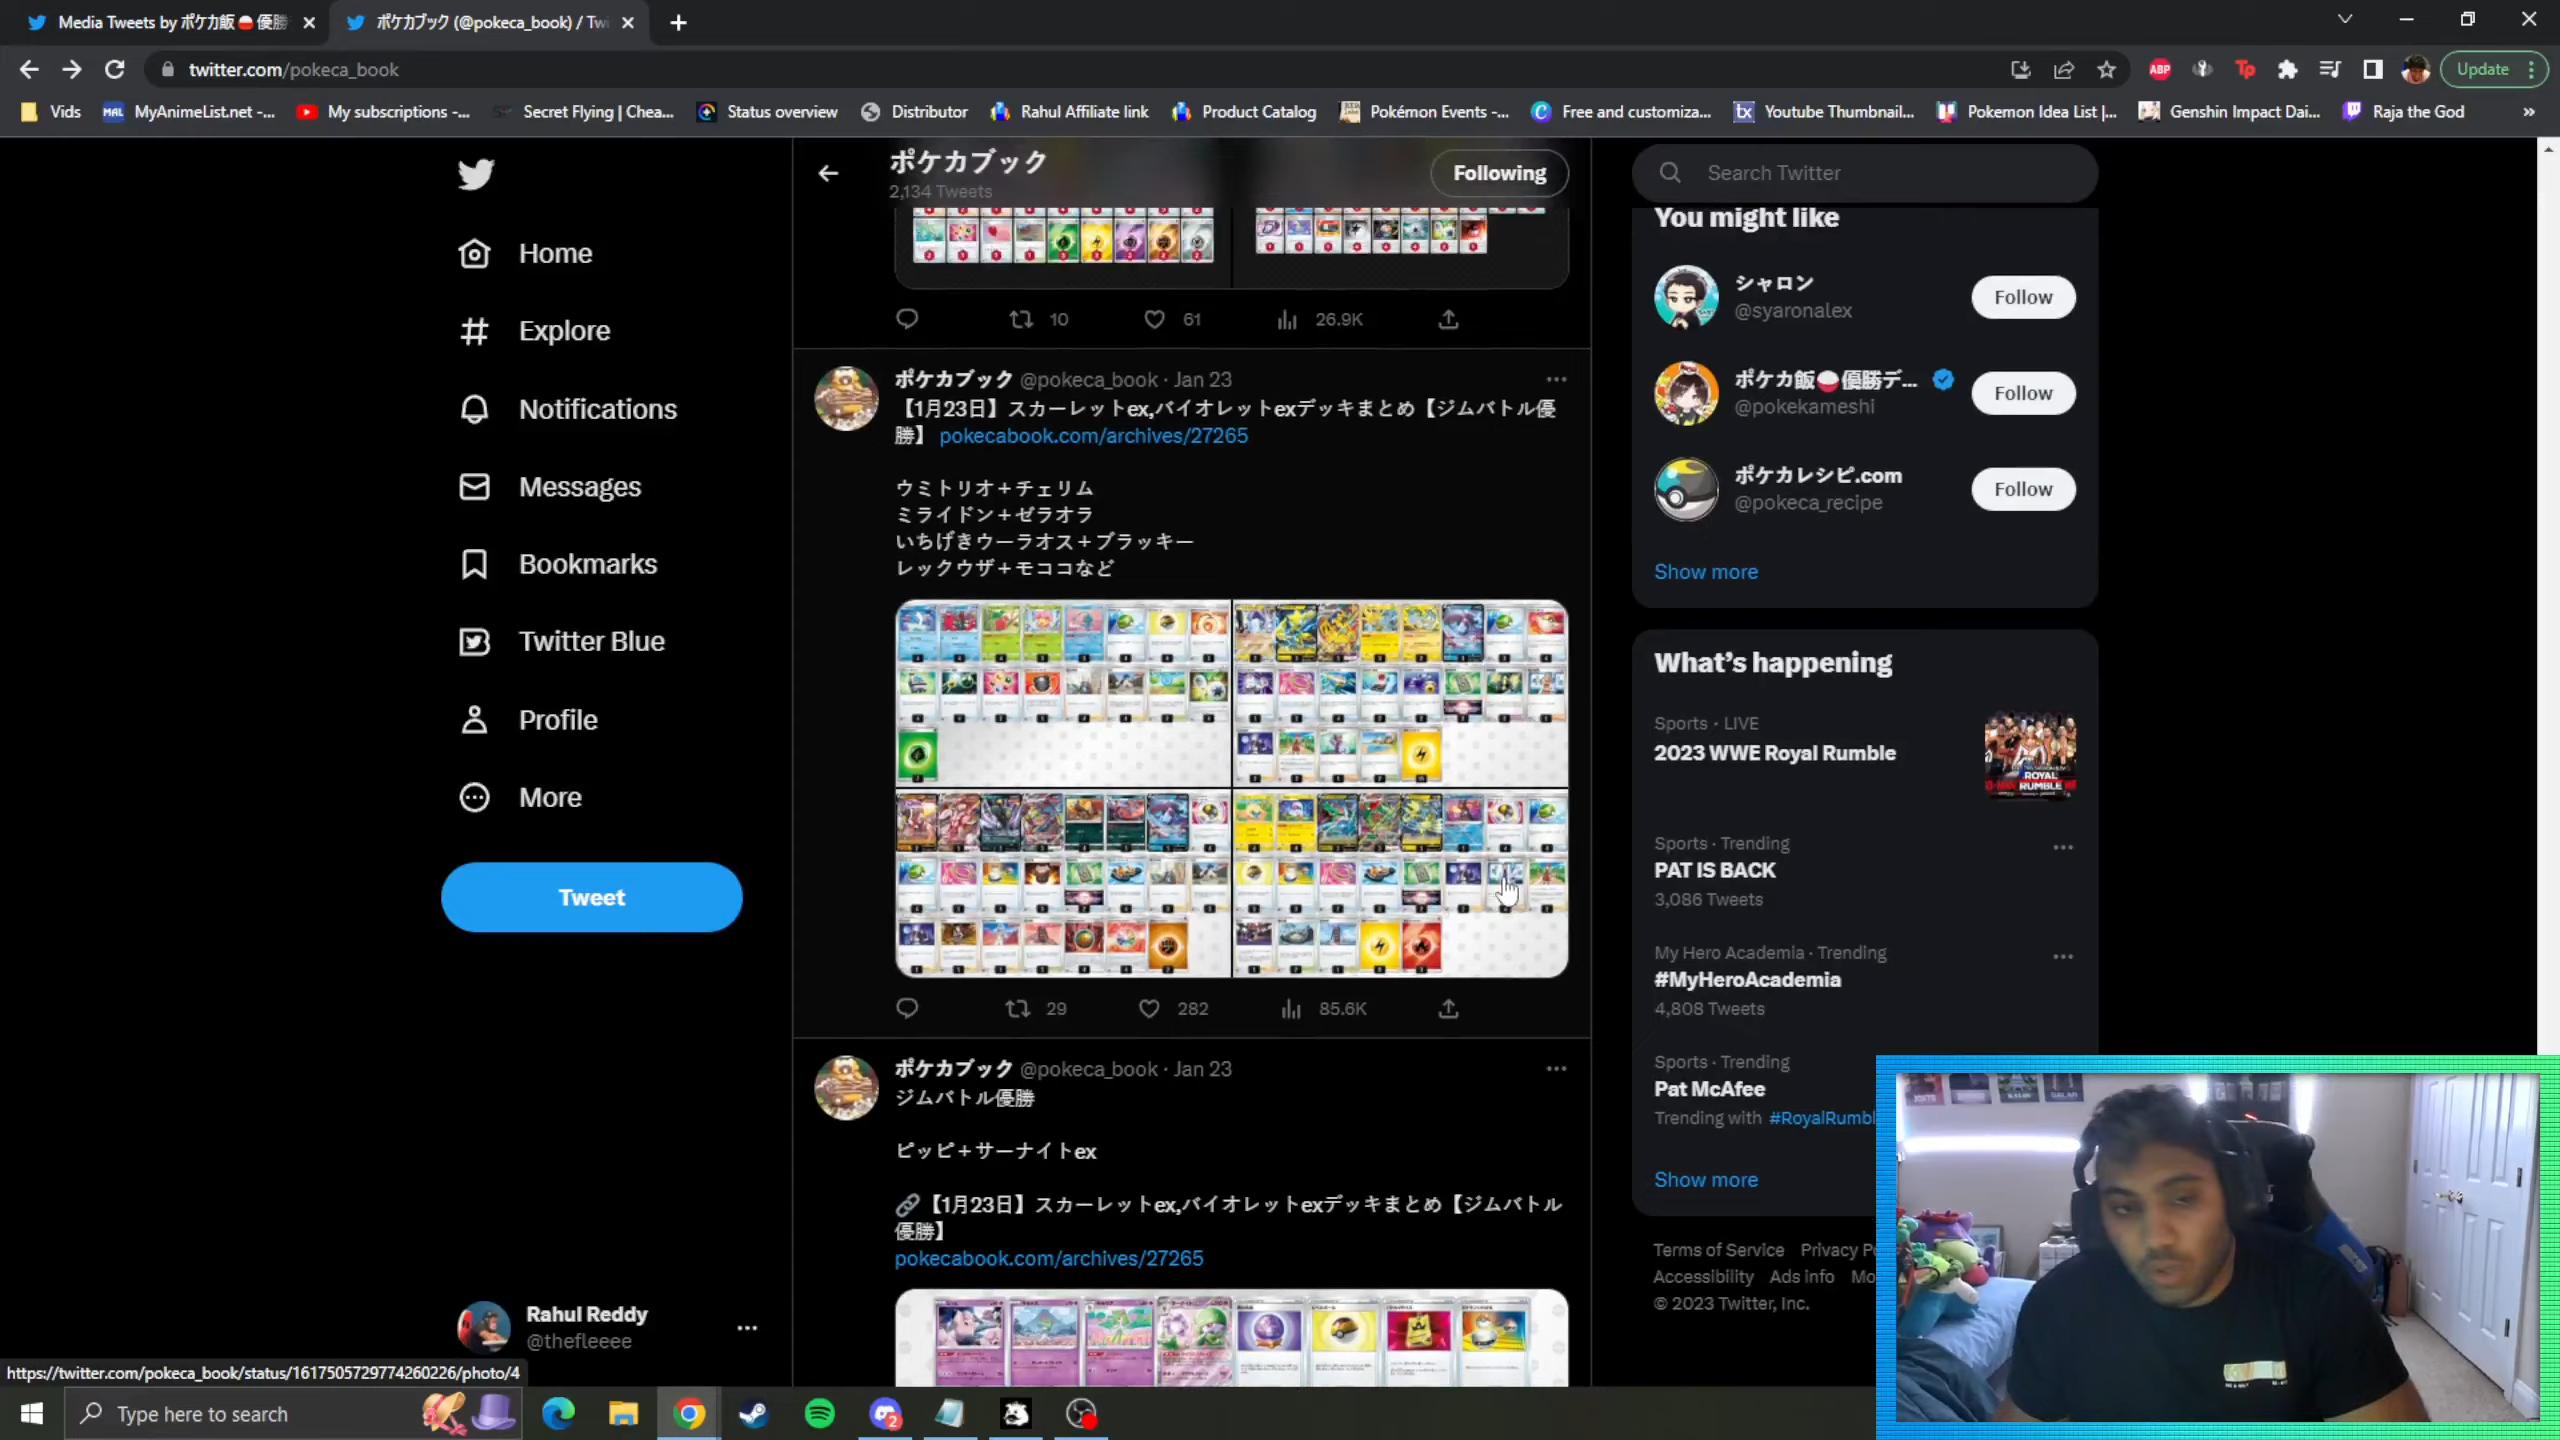 Media Tweets by ポケカ飯🍚優勝
ポケカブック (@pokeca_book) / Twi
twitter.com/pokeca_book
ABP
Tp
Update
Vids
MAL
MyAnimeList.net -...
My subscriptions -...
Secret Flying | Chea...
Status overview
Distributor
Rahul Affiliate link
Product Catalog
Pokémon Events -...
Free and customiza...
tx
Youtube Thumbnail...
Pokemon Idea List |...
Genshin Impact Dai...
Raja the God
»
Home
Explore
Notifications
Messages
Bookmarks
Twitter Blue
Profile
More
Tweet
Rahul Reddy
@thefleeee
ポケカブック
2,134 Tweets
Following
10
61
26.9K
ポケカブック @pokeca_book · Jan 23
【1月23日】スカーレットex,バイオレットexデッキまとめ【ジムバトル優
勝】 pokecabook.com/archives/27265
ウミトリオ＋チェリム
ミライドン＋ゼラオラ
いちげきウーラオス＋ブラッキー
レックウザ＋モココなど
29
282
85.6K
ポケカブック @pokeca_book · Jan 23
ジムバトル優勝
ピッピ＋サーナイトex
🔗【1月23日】スカーレットex,バイオレットexデッキまとめ【ジムバトル
優勝】
pokecabook.com/archives/27265
Search Twitter
You might like
シャロン
@syaronalex
Follow
ポケカ飯🍚優勝デ...
@pokekameshi
Follow
ポケカレシピ.com
@pokeca_recipe
Follow
Show more
What's happening
Sports · LIVE
2023 WWE Royal Rumble
ROYAL
RUMBLE
Sports · Trending
PAT IS BACK
3,086 Tweets
My Hero Academia · Trending
#MyHeroAcademia
4,808 Tweets
Sports · Trending
Pat McAfee
Trending with #RoyalRumbl
Show more
Terms of Service Privacy P
Accessibility Ads info Mo
© 2023 Twitter, Inc.
https://twitter.com/pokeca_book/status/1617505729774260226/photo/4
Type here to search
2